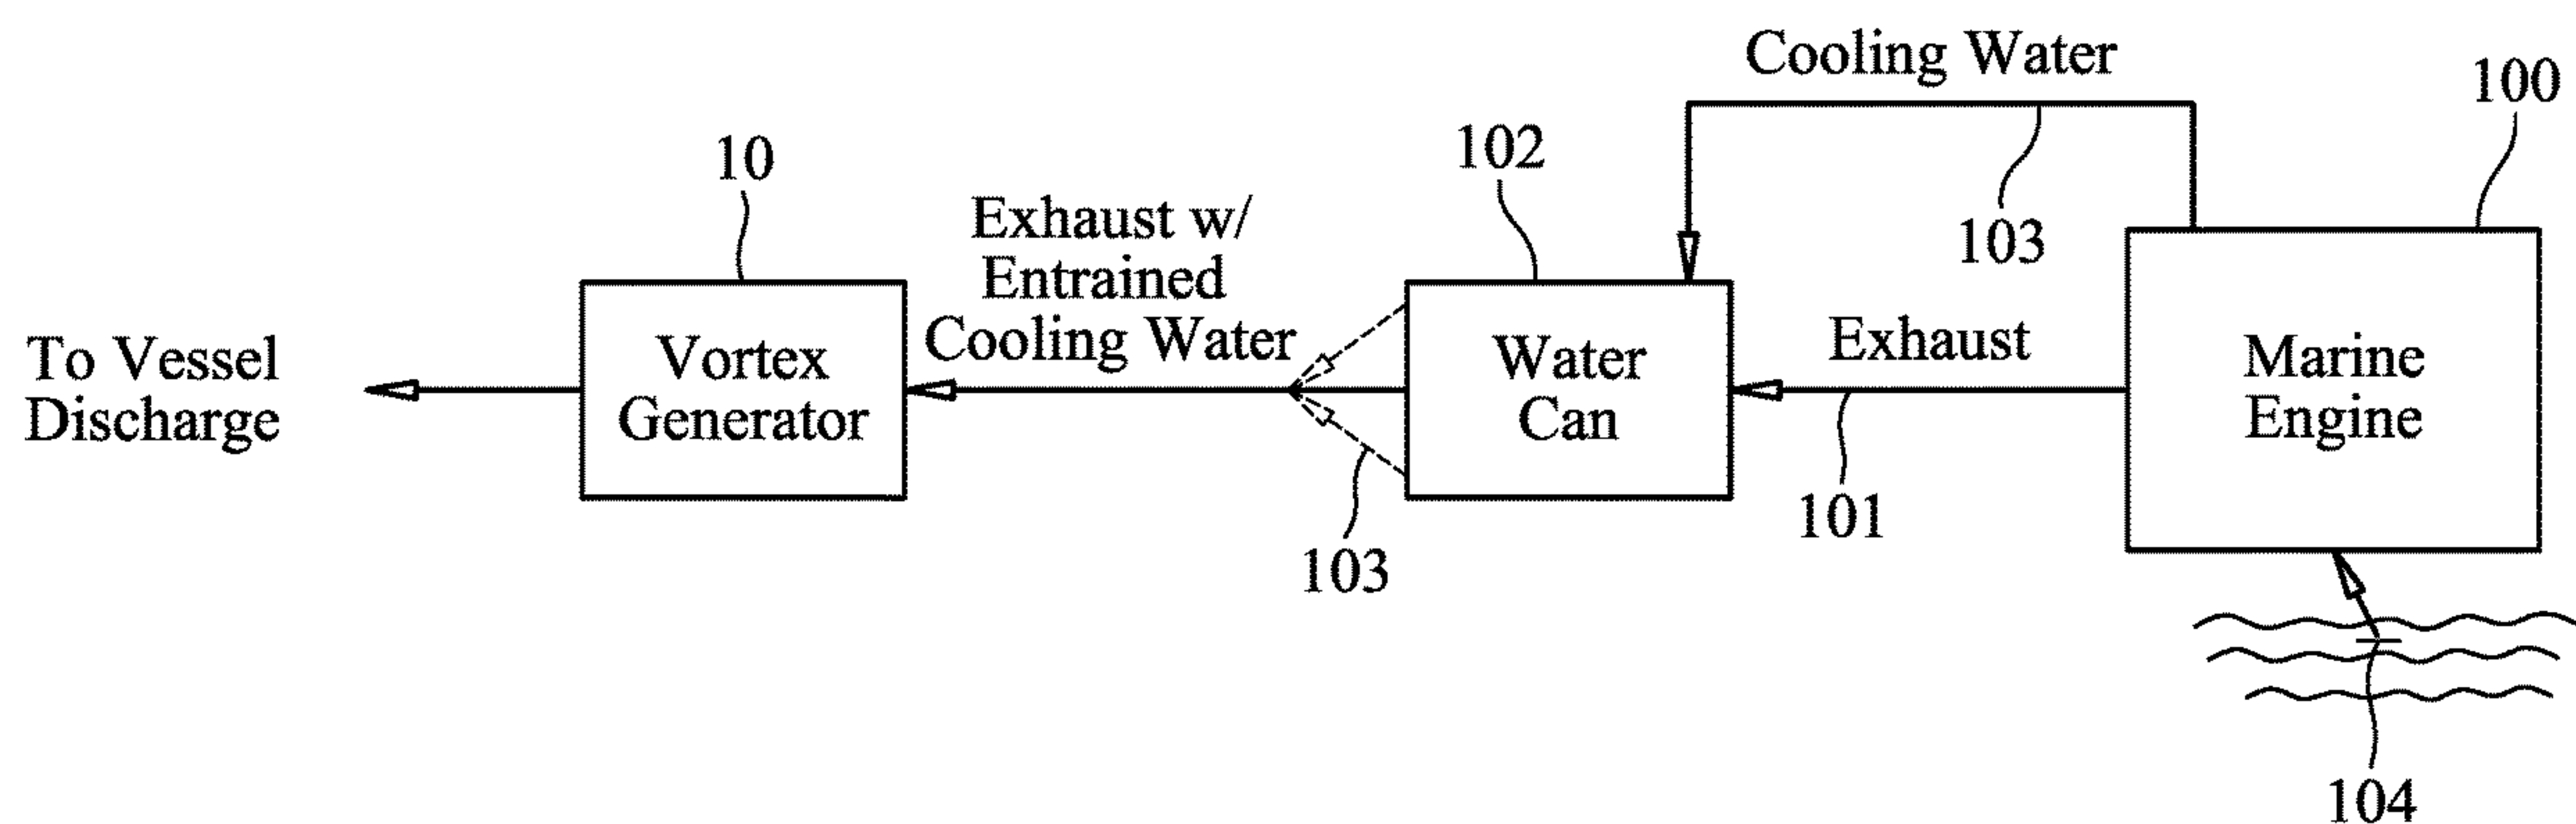 Cooling Water
100
10
102
Exhaust w/
Entrained
Cooling Water
103
To Vessel
Discharge
Vortex
Generator
Water
Can
Exhaust
Marine
Engine
101
103
104